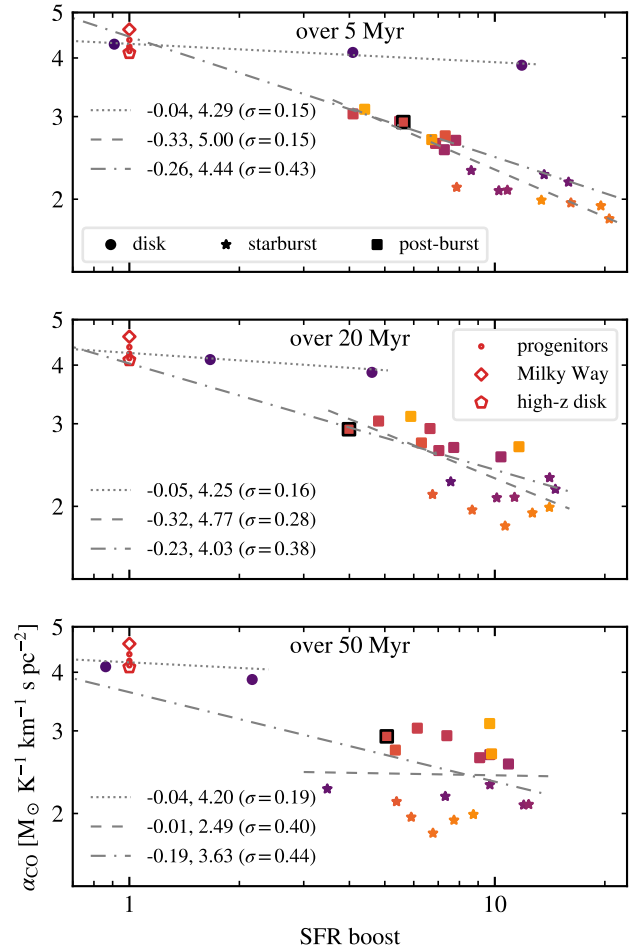 over 5 Myr
5
4
3
2
-0.04, 4.29 (σ=0.15)
-0.33, 5.00 (σ=0.15)
-0.26, 4.44 (σ=0.43)
disk starburst post-burst
over 20 Myr
5
4
3
2
progenitors
Milky Way
high-z disk
-0.05, 4.25 (σ=0.16)
-0.32, 4.77 (σ=0.28)
-0.23, 4.03 (σ=0.38)
over 50 Myr
5
4
3
2
-0.04, 4.20 (σ=0.19)
-0.01, 2.49 (σ=0.40)
-0.19, 3.63 (σ=0.44)
α_CO [M_⊙ K⁻¹ km⁻¹ s pc⁻²]
1 10
SFR boost